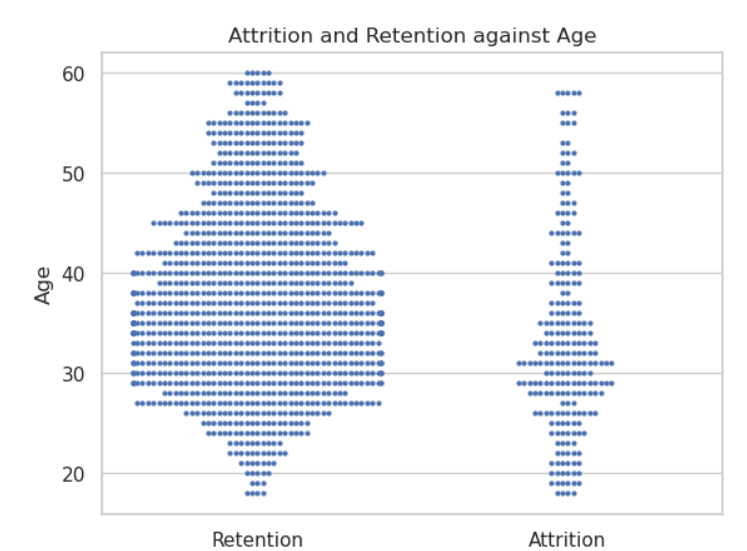 Attrition and Retention against Age
60
50
40
30
20
Age
Retention
Attrition